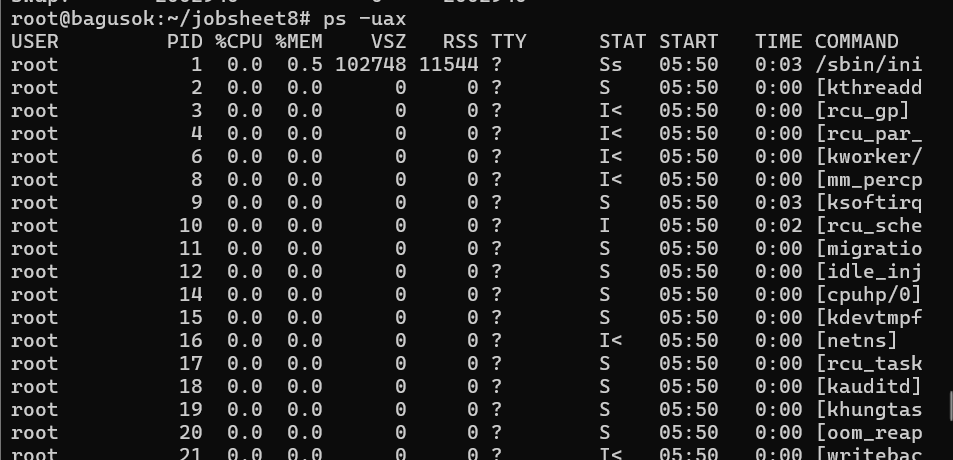 root@bagusok:~/jobsheet8# ps -uax
USER PID %CPU %MEM VSZ RSS TTY STAT START TIME COMMAND
root 1 0.0 0.5 102748 11544 ? Ss 05:50 0:03 /sbin/ini
root 2 0.0 0.0 0 0 ? S 05:50 0:00 [kthreadd
root 3 0.0 0.0 0 0 ? I< 05:50 0:00 [rcu_gp]
root 4 0.0 0.0 0 0 ? I< 05:50 0:00 [rcu_par_
root 6 0.0 0.0 0 0 ? I< 05:50 0:00 [kworker/
root 8 0.0 0.0 0 0 ? I< 05:50 0:00 [mm_percp
root 9 0.0 0.0 0 0 ? S 05:50 0:03 [ksoftirq
root 10 0.0 0.0 0 0 ? I 05:50 0:02 [rcu_sche
root 11 0.0 0.0 0 0 ? S 05:50 0:00 [migratio
root 12 0.0 0.0 0 0 ? S 05:50 0:00 [idle_inj
root 14 0.0 0.0 0 0 ? S 05:50 0:00 [cpuhp/0]
root 15 0.0 0.0 0 0 ? S 05:50 0:00 [kdevtmpf
root 16 0.0 0.0 0 0 ? I< 05:50 0:00 [netns]
root 17 0.0 0.0 0 0 ? S 05:50 0:00 [rcu_task
root 18 0.0 0.0 0 0 ? S 05:50 0:00 [kauditd]
root 19 0.0 0.0 0 0 ? S 05:50 0:00 [khungtas
root 20 0.0 0.0 0 0 ? S 05:50 0:00 [oom_reap
root 21 0.0 0.0 0 0 ? I< 05:50 0:00 [writebac